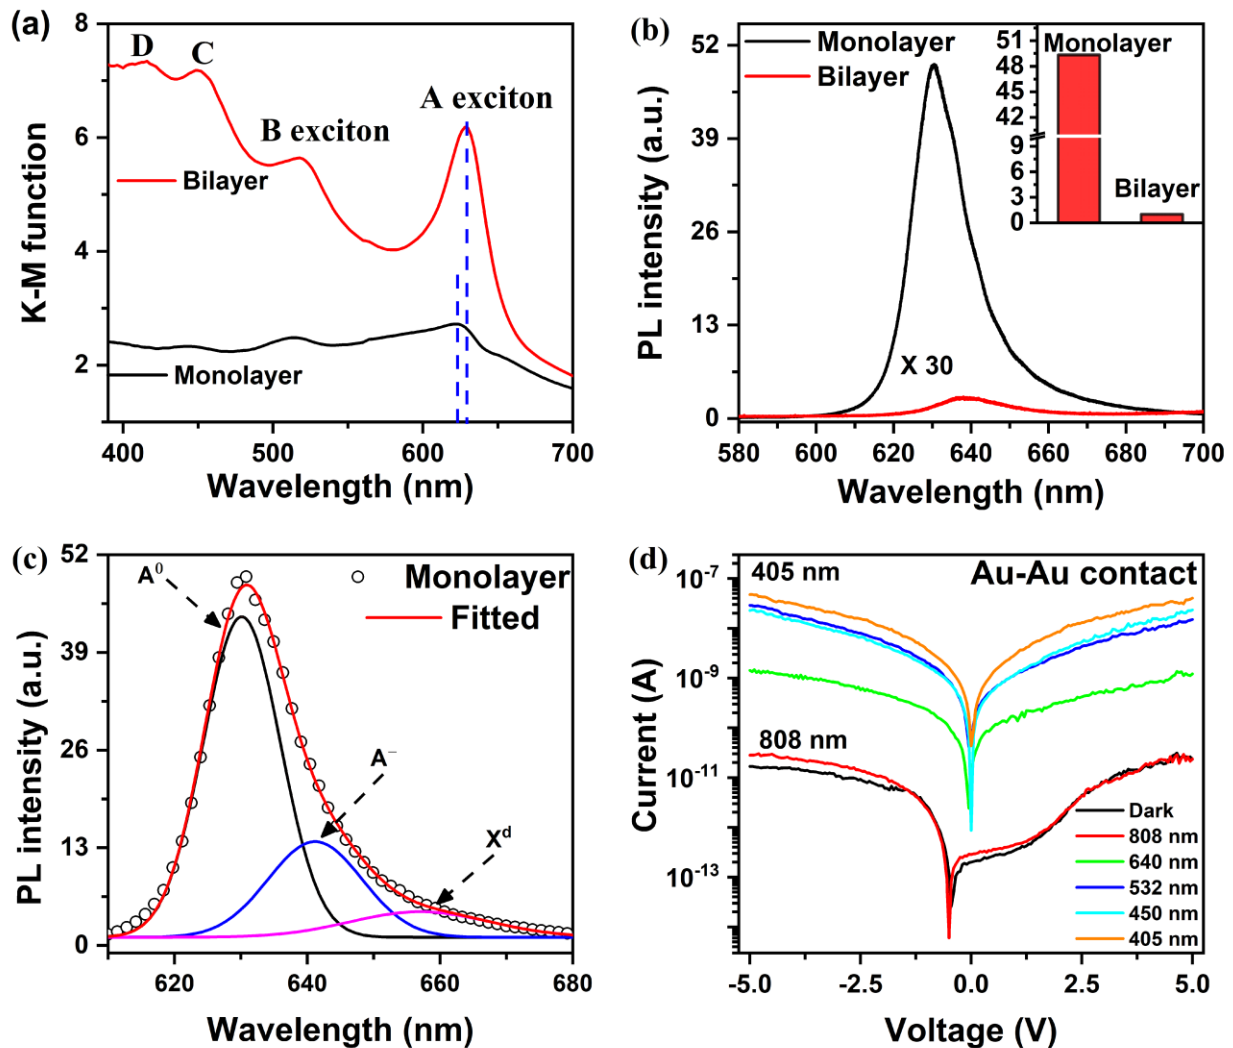 (a)
8
6
4
2
K-M function
D
C
B exciton
A exciton
Bilayer
Monolayer
400 500 600 700
Wavelength (nm)
(b)
52
39
26
13
0
PL intensity (a.u.)
Monolayer
Bilayer
X 30
51
48
45
42
9
6
3
0
Monolayer
Bilayer
580 600 620 640 660 680 700
Wavelength (nm)
(c)
52
39
26
13
0
PL intensity (a.u.)
A⁰
A⁻
Xᵈ
Monolayer
Fitted
620 640 660 680
Wavelength (nm)
(d)
10⁻⁷
10⁻⁹
10⁻¹¹
10⁻¹³
Current (A)
405 nm
Au-Au contact
808 nm
Dark
808 nm
640 nm
532 nm
450 nm
405 nm
-5.0 -2.5 0.0 2.5 5.0
Voltage (V)